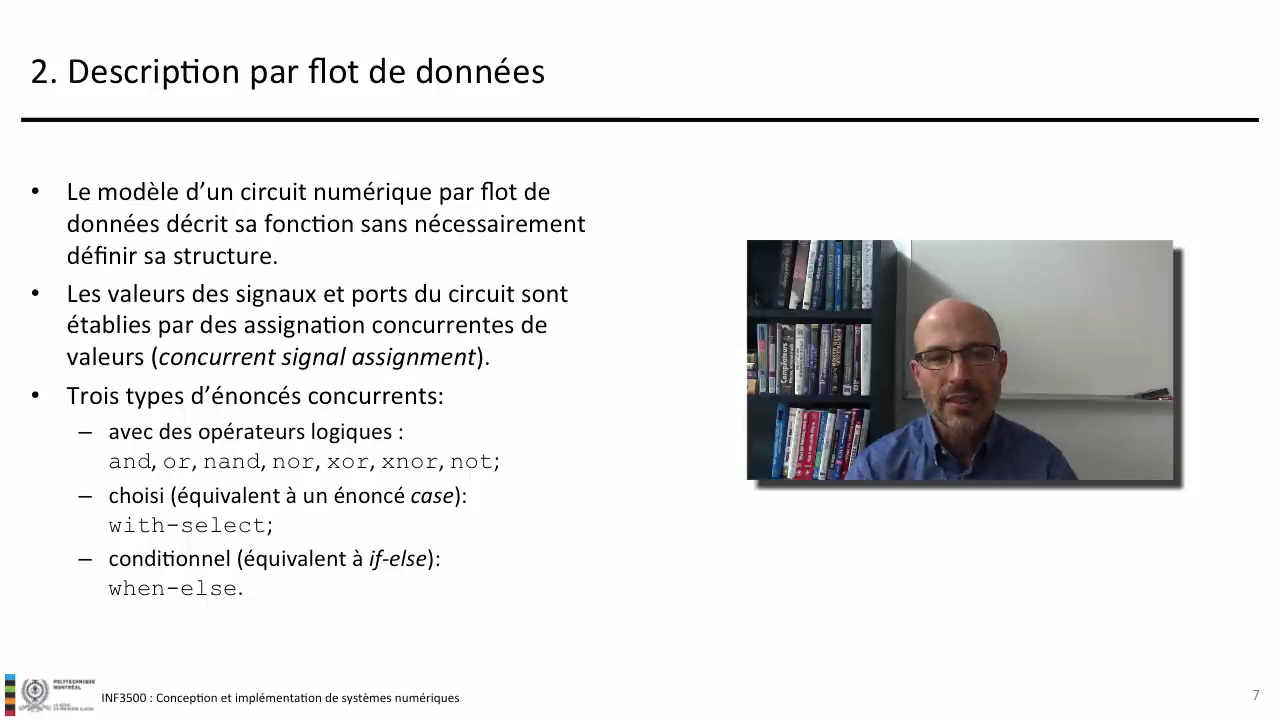 2. Description par flot de données
• Le modèle d’un circuit numérique par flot de
données décrit sa fonction sans nécessairement
définir sa structure.
• Les valeurs des signaux et ports du circuit sont
établies par des assignation concurrentes de
valeurs (concurrent signal assignment).
• Trois types d’énoncés concurrents:
– avec des opérateurs logiques :
and, or, nand, nor, xor, xnor, not;
– choisi (équivalent à un énoncé case):
with-select;
– conditionnel (équivalent à if-else):
when-else.
POLYTECHNIQUE
MONTRÉAL
INF3500 : Conception et implémentation de systèmes numériques
7